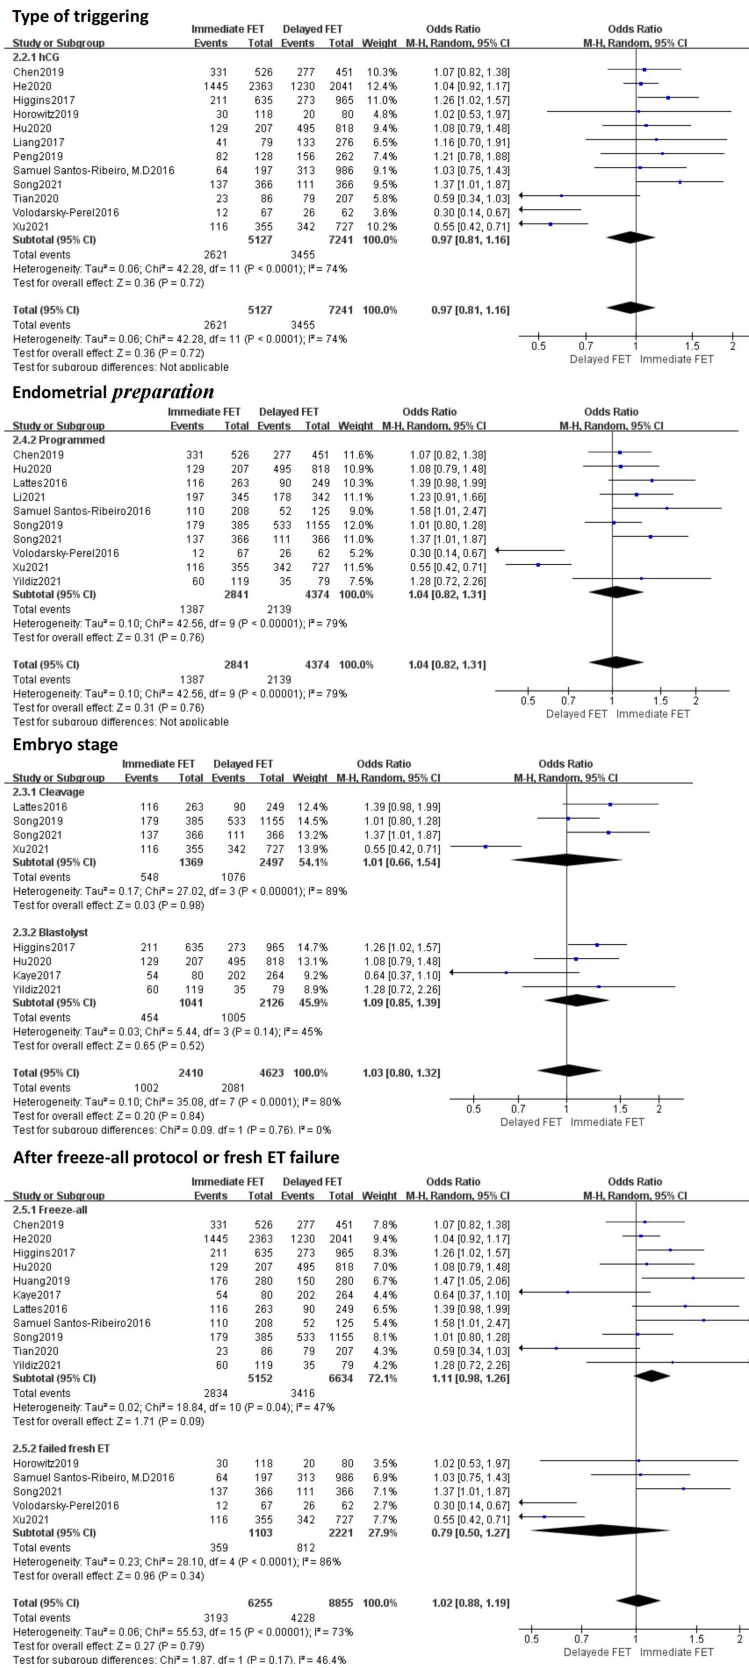 Type of triggering
Immediate FET Delayed FET Odds Ratio Odds Ratio
Study or Subgroup Events Total Events Total Weight M-H, Random, 95% CI M-H, Random, 95% CI
2.2.1 hCG
Chen2019 331 526 277 451 10.3% 1.07 [0.82, 1.38]
He2020 1445 2363 1230 2041 12.4% 1.04 [0.92, 1.17]
Higgins2017 211 635 273 965 11.0% 1.26 [1.02, 1.57]
Horowitz2019 30 118 20 80 4.8% 1.02 [0.53, 1.97]
Hu2020 129 207 495 818 9.4% 1.08 [0.79, 1.48]
Liang2017 41 79 133 276 6.6% 1.16 [0.70, 1.91]
Peng2019 82 128 156 262 7.4% 1.21 [0.78, 1.88]
Samuel Santos-Ribeiro, M.D2016 64 197 313 986 9.2% 1.03 [0.75, 1.43]
Song2021 137 366 111 366 9.5% 1.37 [1.01, 1.87]
Tian2020 23 86 79 207 5.7% 0.59 [0.34, 1.03]
Volodarsky-Perel2016 12 67 26 62 3.6% 0.30 [0.14, 0.67]
Xu2021 116 355 342 727 10.2% 0.55 [0.42, 0.71]
Subtotal (95% CI) 5127 7241 100.0% 0.97 [0.81, 1.16]
Total events 2621 3455
Heterogeneity: Tau² = 0.06; Chi² = 42.28, df = 11 (P < 0.0001); I² = 74%
Test for overall effect: Z = 0.36 (P = 0.72)
Total (95% CI) 5127 7241 100.0% 0.97 [0.81, 1.16]
Total events 2621 3455
Heterogeneity: Tau² = 0.06; Chi² = 42.28, df = 11 (P < 0.0001); I² = 74%
Test for overall effect: Z = 0.36 (P = 0.72)
Test for subgroup differences: Not applicable
0.5 0.7 1 1.5 2
Delayed FET Immediate FET
Endometrial preparation
Immediate FET Delayed FET Odds Ratio Odds Ratio
Study or Subgroup Events Total Events Total Weight M-H, Random, 95% CI M-H, Random, 95% CI
2.4.2 Programmed
Chen2019 331 526 277 451 11.6% 1.07 [0.82, 1.38]
Hu2020 129 207 495 818 10.9% 1.08 [0.79, 1.48]
Lattes2016 116 263 90 249 10.3% 1.39 [0.98, 1.99]
Li2021 197 345 178 342 11.1% 1.23 [0.91, 1.66]
Samuel Santos-Ribeiro2016 110 208 52 125 9.0% 1.58 [1.01, 2.47]
Song2019 179 385 533 1155 12.0% 1.01 [0.80, 1.28]
Song2021 137 366 111 366 11.0% 1.37 [1.01, 1.87]
Volodarsky-Perel2016 12 67 26 62 5.2% 0.30 [0.14, 0.67]
Xu2021 116 355 342 727 11.5% 0.55 [0.42, 0.71]
Yildiz2021 60 119 35 79 7.5% 1.28 [0.72, 2.26]
Subtotal (95% CI) 2841 4374 100.0% 1.04 [0.82, 1.31]
Total events 1387 2139
Heterogeneity: Tau² = 0.10; Chi² = 42.56, df = 9 (P < 0.00001); I² = 79%
Test for overall effect: Z = 0.31 (P = 0.76)
Total (95% CI) 2841 4374 100.0% 1.04 [0.82, 1.31]
Total events 1387 2139
Heterogeneity: Tau² = 0.10; Chi² = 42.56, df = 9 (P < 0.00001); I² = 79%
Test for overall effect: Z = 0.31 (P = 0.76)
Test for subgroup differences: Not applicable
0.5 0.7 1 1.5 2
Delayed FET Immediate FET
Embryo stage
Immediate FET Delayed FET Odds Ratio Odds Ratio
Study or Subgroup Events Total Events Total Weight M-H, Random, 95% CI M-H, Random, 95% CI
2.3.1 Cleavage
Lattes2016 116 263 90 249 12.4% 1.39 [0.98, 1.99]
Song2019 179 385 533 1155 14.5% 1.01 [0.80, 1.28]
Song2021 137 366 111 366 13.2% 1.37 [1.01, 1.87]
Xu2021 116 355 342 727 14.0% 0.55 [0.42, 0.71]
Subtotal (95% CI) 1369 2497 54.1% 1.01 [0.66, 1.54]
Total events 548 1076
Heterogeneity: Tau² = 0.17; Chi² = 27.02, df = 3 (P < 0.00001); I² = 89%
Test for overall effect: Z = 0.03 (P = 0.98)
2.3.2 Blastolyst
Higgins2017 211 635 273 965 14.7% 1.26 [1.02, 1.57]
Hu2020 129 207 495 818 13.1% 1.08 [0.79, 1.48]
Kaye2017 54 80 202 264 9.2% 0.64 [0.37, 1.10]
Yildiz2021 60 119 35 79 8.9% 1.28 [0.72, 2.26]
Subtotal (95% CI) 1041 2126 45.9% 1.09 [0.85, 1.39]
Total events 454 1005
Heterogeneity: Tau² = 0.03; Chi² = 5.44, df = 3 (P = 0.14); I² = 45%
Test for overall effect: Z = 0.65 (P = 0.52)
Total (95% CI) 2410 4623 100.0% 1.03 [0.80, 1.32]
Total events 1002 2081
Heterogeneity: Tau² = 0.10; Chi² = 35.08, df = 7 (P < 0.0001); I² = 80%
Test for overall effect: Z = 0.20 (P = 0.84)
Test for subgroup differences: Chi² = 0.09, df = 1 (P = 0.76), I² = 0%
0.5 0.7 1 1.5 2
Delayed FET Immediate FET
After freeze-all protocol or fresh ET failure
Immediate FET Delayed FET Odds Ratio Odds Ratio
Study or Subgroup Events Total Events Total Weight M-H, Random, 95% CI M-H, Random, 95% CI
2.5.1 Freeze-all
Chen2019 331 526 277 451 7.8% 1.07 [0.82, 1.38]
He2020 1445 2363 1230 2041 9.4% 1.04 [0.92, 1.17]
Higgins2017 211 635 273 965 8.3% 1.26 [1.02, 1.57]
Hu2020 129 207 495 818 7.0% 1.08 [0.79, 1.48]
Huang2019 176 280 150 280 6.7% 1.47 [1.05, 2.06]
Kaye2017 54 80 202 264 4.4% 0.64 [0.37, 1.10]
Lattes2016 116 263 90 249 6.5% 1.39 [0.98, 1.99]
Samuel Santos-Ribeiro2016 110 208 52 125 5.4% 1.58 [1.01, 2.47]
Song2019 179 385 533 1155 8.1% 1.01 [0.80, 1.28]
Tian2020 23 86 79 207 4.3% 0.59 [0.34, 1.03]
Yildiz2021 60 119 35 79 4.2% 1.28 [0.72, 2.26]
Subtotal (95% CI) 5152 6634 72.1% 1.11 [0.98, 1.26]
Total events 2834 3416
Heterogeneity: Tau² = 0.02; Chi² = 18.84, df = 10 (P = 0.04); I² = 47%
Test for overall effect: Z = 1.71 (P = 0.09)
2.5.2 failed fresh ET
Horowitz2019 30 118 20 80 3.5% 1.02 [0.53, 1.97]
Samuel Santos-Ribeiro, M.D2016 64 197 313 986 6.9% 1.03 [0.75, 1.43]
Song2021 137 366 111 366 7.1% 1.37 [1.01, 1.87]
Volodarsky-Perel2016 12 67 26 62 2.7% 0.30 [0.14, 0.67]
Xu2021 116 355 342 727 7.7% 0.55 [0.42, 0.71]
Subtotal (95% CI) 1103 2221 27.9% 0.79 [0.50, 1.27]
Total events 359 812
Heterogeneity: Tau² = 0.23; Chi² = 28.10, df = 4 (P < 0.0001); I² = 86%
Test for overall effect: Z = 0.96 (P = 0.34)
Total (95% CI) 6255 8855 100.0% 1.02 [0.88, 1.19]
Total events 3193 4228
Heterogeneity: Tau² = 0.06; Chi² = 55.53, df = 15 (P < 0.00001); I² = 73%
Test for overall effect: Z = 0.27 (P = 0.79)
Test for subgroup differences: Chi² = 1.87, df = 1 (P = 0.17), I² = 46.4%
0.5 0.7 1 1.5 2
Delayede FET Immediate FET